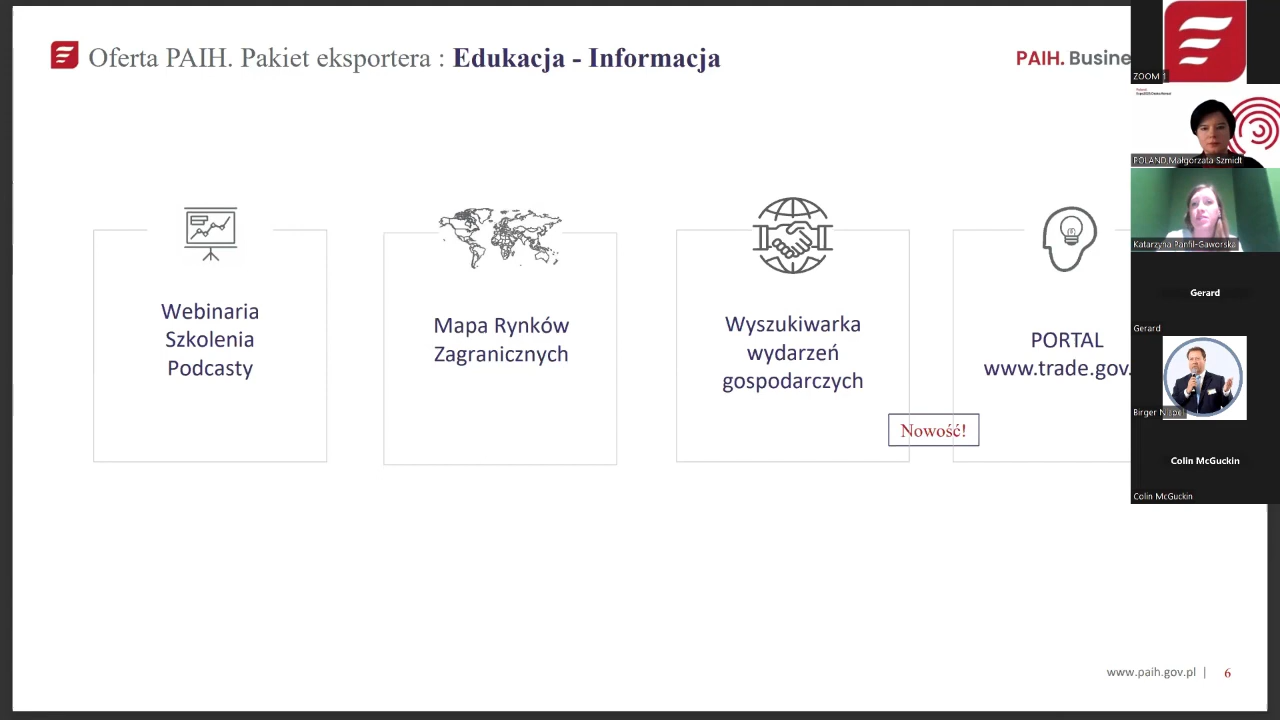 Oferta PAIH. Pakiet eksportera : Edukacja - Informacja
PAIH. Busine
Webinaria
Szkolenia
Podcasty
Mapa Rynków
Zagranicznych
Wyszukiwarka
wydarzeń
gospodarczych
Nowość!
PORTAL
www.trade.gov.
www.paih.gov.pl | 6
ZOOM 1
POLAND Małgorzata Szmidt
Katarzyna Panfil-Gaworska
Gerard
Gerard
Birger
Colin McGuckin
Colin McGuckin